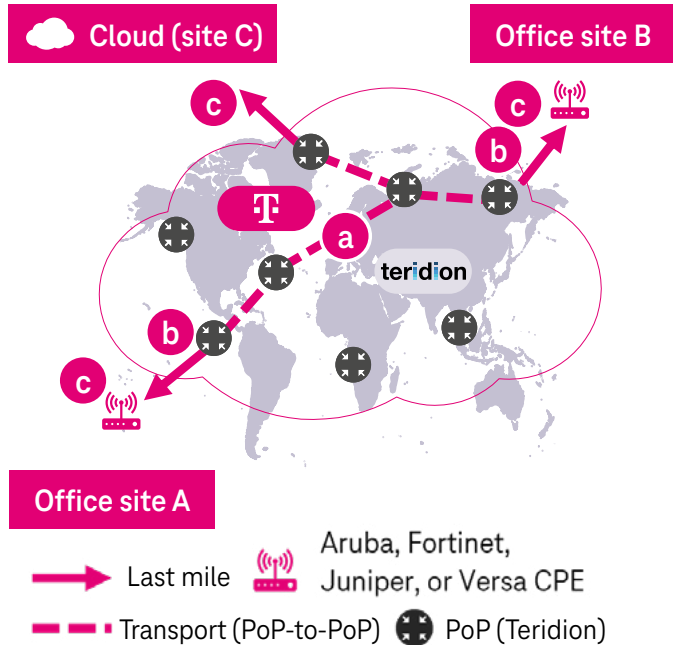 Cloud (site C)
Office site B
c
c
b
T
a
teridion
b
c
Office site A
Last mile
Aruba, Fortinet,
Juniper, or Versa CPE
Transport (PoP-to-PoP)
PoP (Teridion)